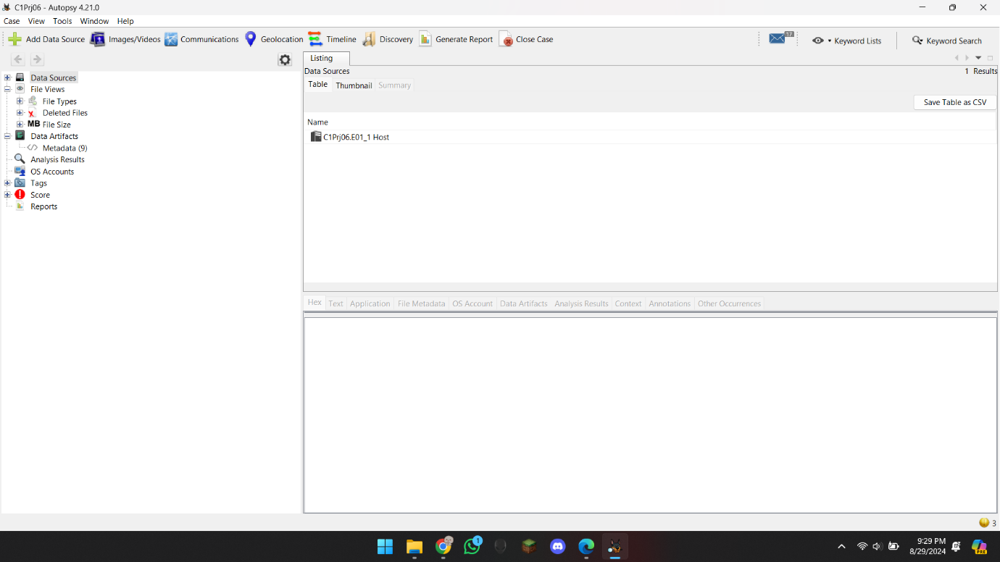 C1Prj06 - Autopsy 4.21.0
Case View Tools Window Help
Add Data Source Images/Videos Communications Geolocation Timeline Discovery Generate Report Close Case 12 Keyword Lists Keyword Search
Listing
Data Sources 1 Results
Table Thumbnail Summary
Save Table as CSV
Name
C1Prj06.E01_1 Host
Data Sources
File Views
File Types
Deleted Files
MB File Size
Data Artifacts
Metadata (9)
Analysis Results
OS Accounts
Tags
Score
Reports
Hex Text Application File Metadata OS Account Data Artifacts Analysis Results Context Annotations Other Occurrences
3
1
9:29 PM
8/29/2024
PRE